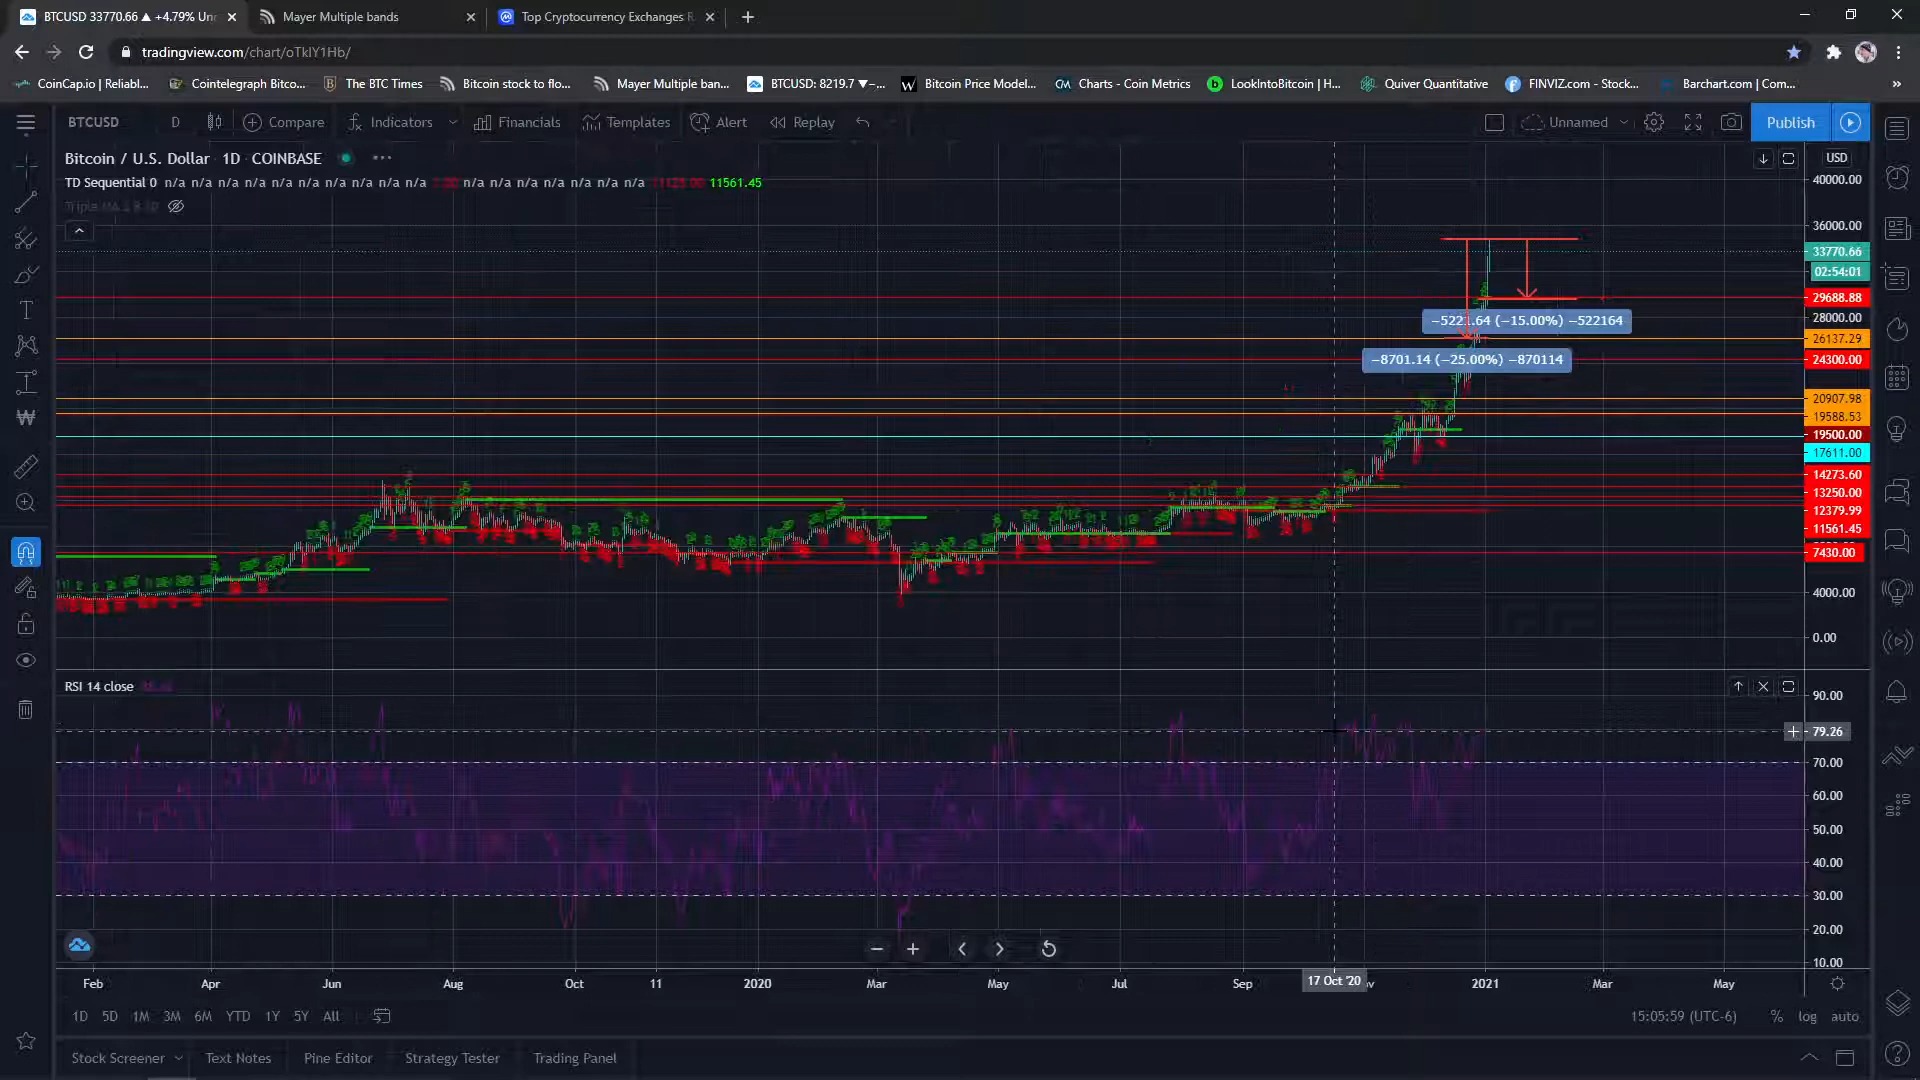 BTCUSD 33770.66 ▲ +4.79% Un
Mayer Multiple bands
Top Cryptocurrency Exchanges R
tradingview.com/chart/oTkIY1Hb/
CoinCap.io | Reliabl...
Cointelegraph Bitco...
The BTC Times
Bitcoin stock to flo...
Mayer Multiple ban...
BTCUSD: 8219.7 ▼−...
Bitcoin Price Model...
Charts - Coin Metrics
LookIntoBitcoin | H...
Quiver Quantitative
FINVIZ.com - Stock...
Barchart.com | Com...
BTCUSD
D
Compare
Indicators
Financials
Templates
Alert
Replay
Unnamed
Publish
Bitcoin / U.S. Dollar 1D COINBASE
TD Sequential 0 n/a n/a n/a n/a n/a n/a n/a n/a n/a n/a n/a n/a n/a n/a n/a n/a n/a 11561.45
USD
40000.00
36000.00
33770.66
02:54:01
29688.88
28000.00
26137.29
24300.00
20907.98
19588.53
19500.00
17611.00
14273.60
13250.00
12379.99
11561.45
7430.00
4000.00
0.00
−5221.64 (−15.00%) −522164
−8701.14 (−25.00%) −870114
RSI 14 close
90.00
79.26
70.00
60.00
50.00
40.00
30.00
20.00
10.00
Feb
Apr
Jun
Aug
Oct
11
2020
Mar
May
Jul
Sep
17 Oct '20
2021
Mar
May
1D 5D 1M 3M 6M YTD 1Y 5Y All
15:05:59 (UTC-6)
% log auto
Stock Screener
Text Notes
Pine Editor
Strategy Tester
Trading Panel